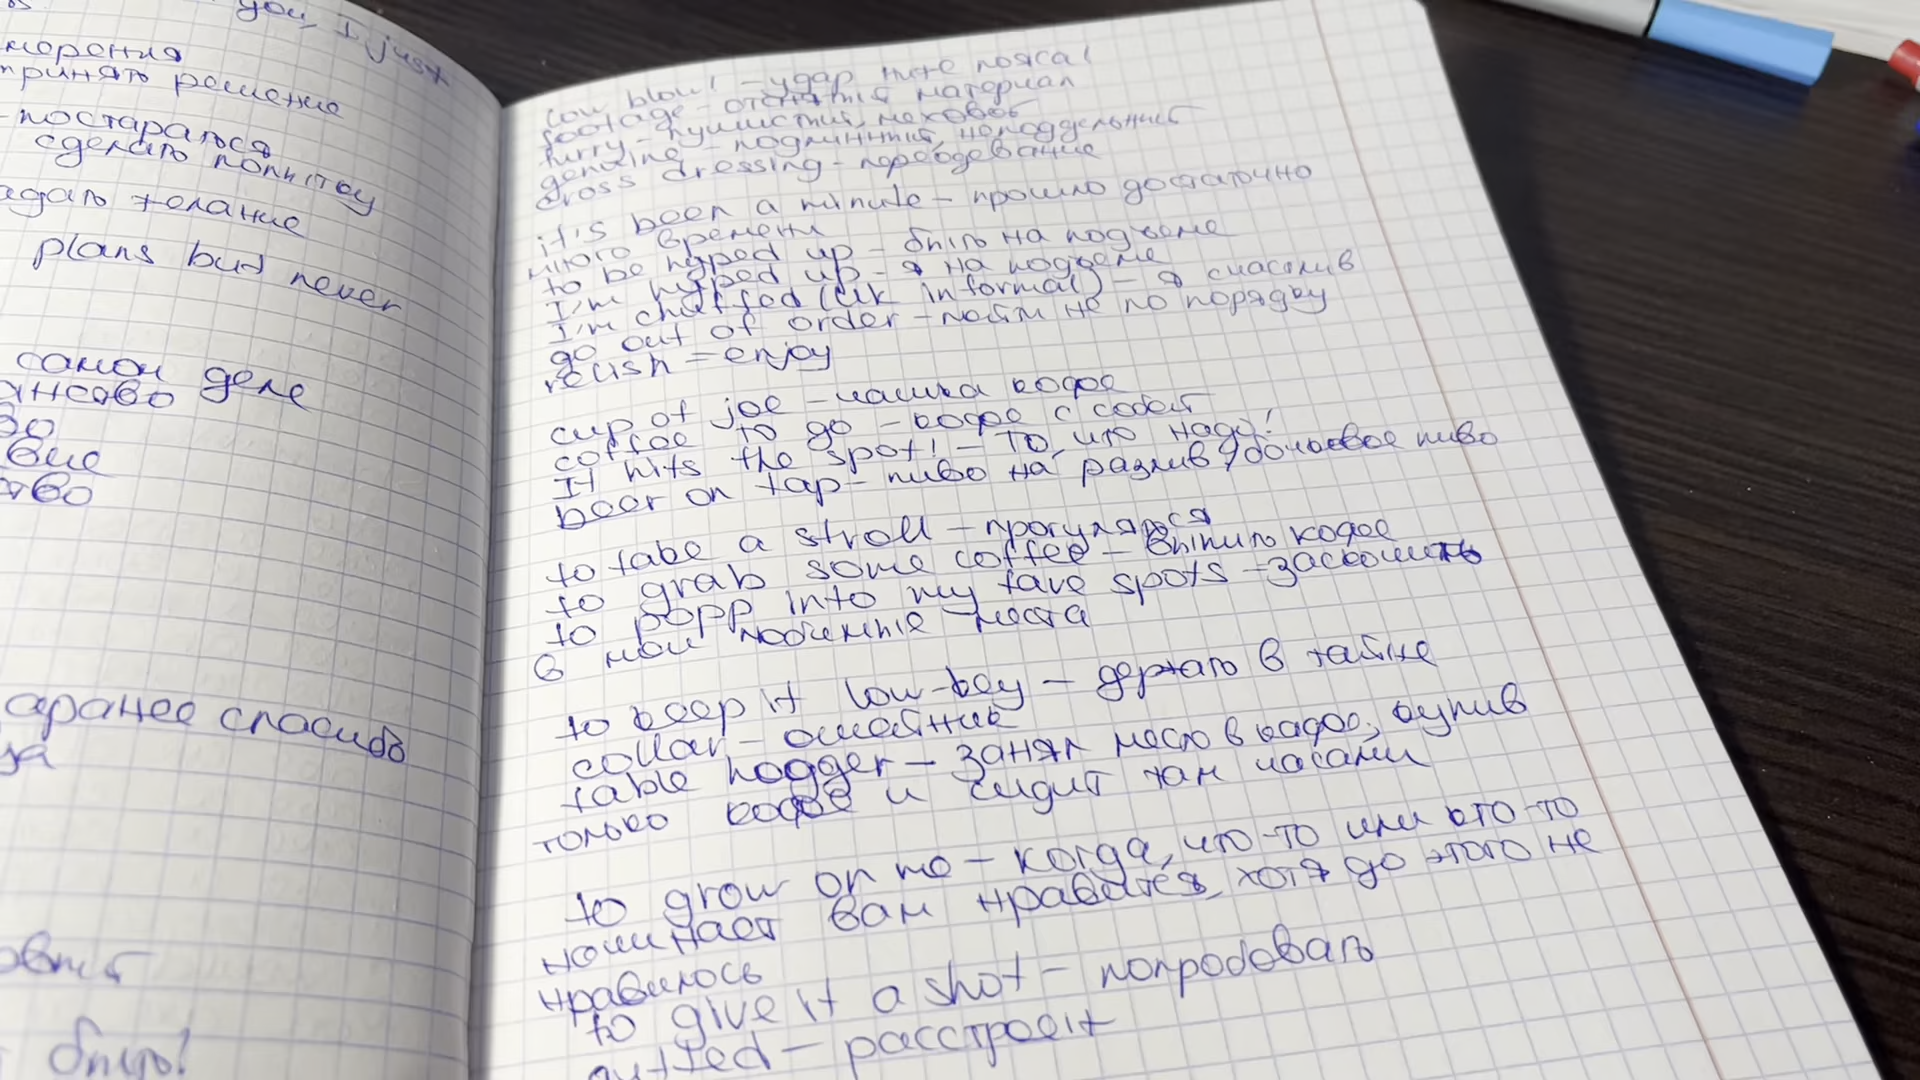 you, I just
мерения
принять решение
-постараться
сделать попытку
адать желание
plans but never
самом деле
анство
во
вие
ство
аранее спасибо
за
быть!
low blow! - удар ниже пояса!
footage - отснятый материал
furry - пушистый, меховой
genuine - подлинный, неподдельный
cross dressing - переодевание
it's been a minute - прошло достаточно
много времени
to be hyped up - быть на подъеме
I'm hyped up - я на подъеме
I'm chuffed (UK informal) - я счастлив
go out of order - пойти не по порядку
relish = enjoy
cup of joe - чашка кофе
coffee to go - кофе с собой
It hits the spot! - то, что надо!
beer on tap - пиво на разлив, бочковое пиво
to take a stroll - прогуляться
to grab some coffee - выпить кофе
to popp into my fave spots - заскочить
в мои любимые места
to keep it low-key - держать в тайне
collar - ошейник
table hogger - занял место в кафе, купив
только кофе и сидит там часами
to grow on me - когда, что-то или кто-то
начинает вам нравится, хотя до этого не
нравилось
to give it a shot - попробовать
gutted - расстроен